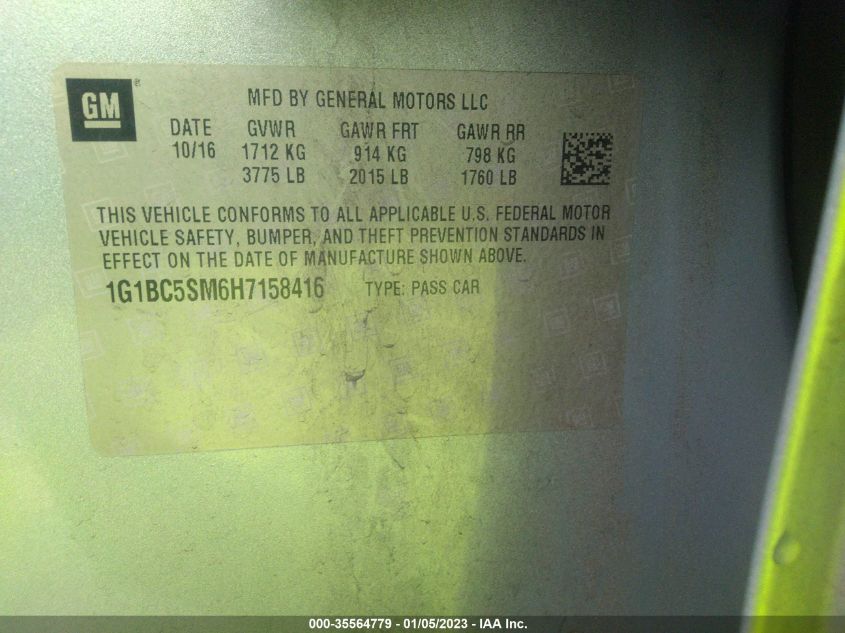 GM ®
MFD BY GENERAL MOTORS LLC
DATE GVWR GAWR FRT GAWR RR
10/16 1712 KG 914 KG 798 KG
3775 LB 2015 LB 1760 LB
THIS VEHICLE CONFORMS TO ALL APPLICABLE U.S. FEDERAL MOTOR
VEHICLE SAFETY, BUMPER, AND THEFT PREVENTION STANDARDS IN
EFFECT ON THE DATE OF MANUFACTURE SHOWN ABOVE.
1G1BC5SM6H7158416 TYPE: PASS CAR
000-35564779 - 01/05/2023 - IAA Inc.